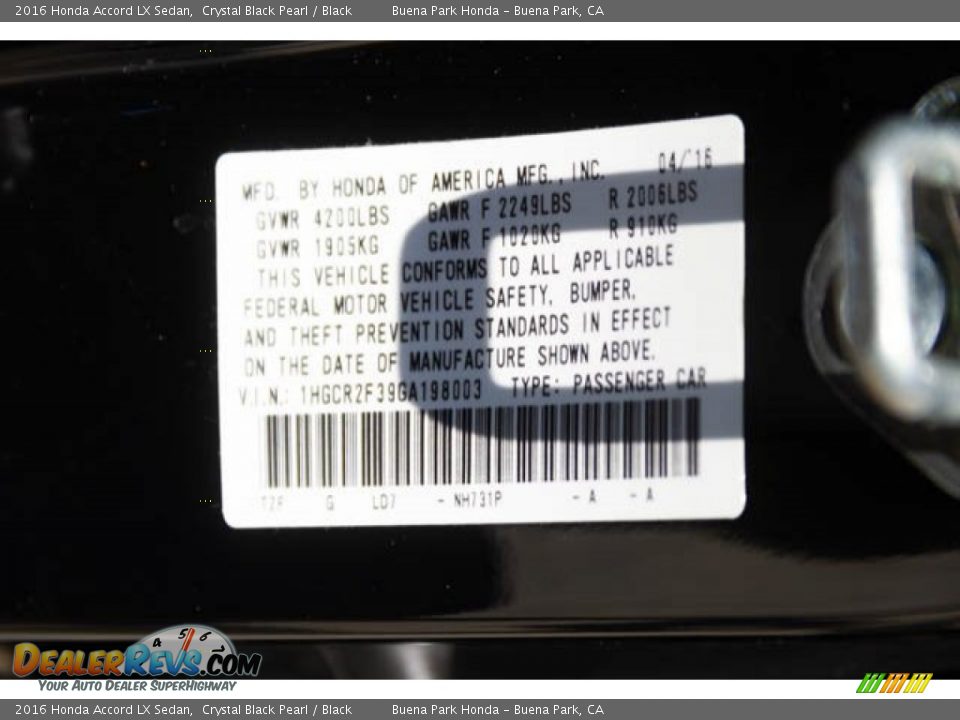 2016 Honda Accord LX Sedan, Crystal Black Pearl / Black Buena Park Honda - Buena Park, CA
MFD. BY HONDA OF AMERICA MFG., INC. 04/16
GVWR 4200LBS GAWR F 2249LBS R 2006LBS
GVWR 1905KG GAWR F 1020KG R 910KG
THIS VEHICLE CONFORMS TO ALL APPLICABLE
FEDERAL MOTOR VEHICLE SAFETY, BUMPER,
AND THEFT PREVENTION STANDARDS IN EFFECT
ON THE DATE OF MANUFACTURE SHOWN ABOVE.
V.I.N.: 1HGCR2F39GA198003 TYPE: PASSENGER CAR
G L07 - NH731P - A - A
4 5 6
DEALERREVS.COM
YOUR AUTO DEALER SUPERHIGHWAY
2016 Honda Accord LX Sedan, Crystal Black Pearl / Black Buena Park Honda - Buena Park, CA